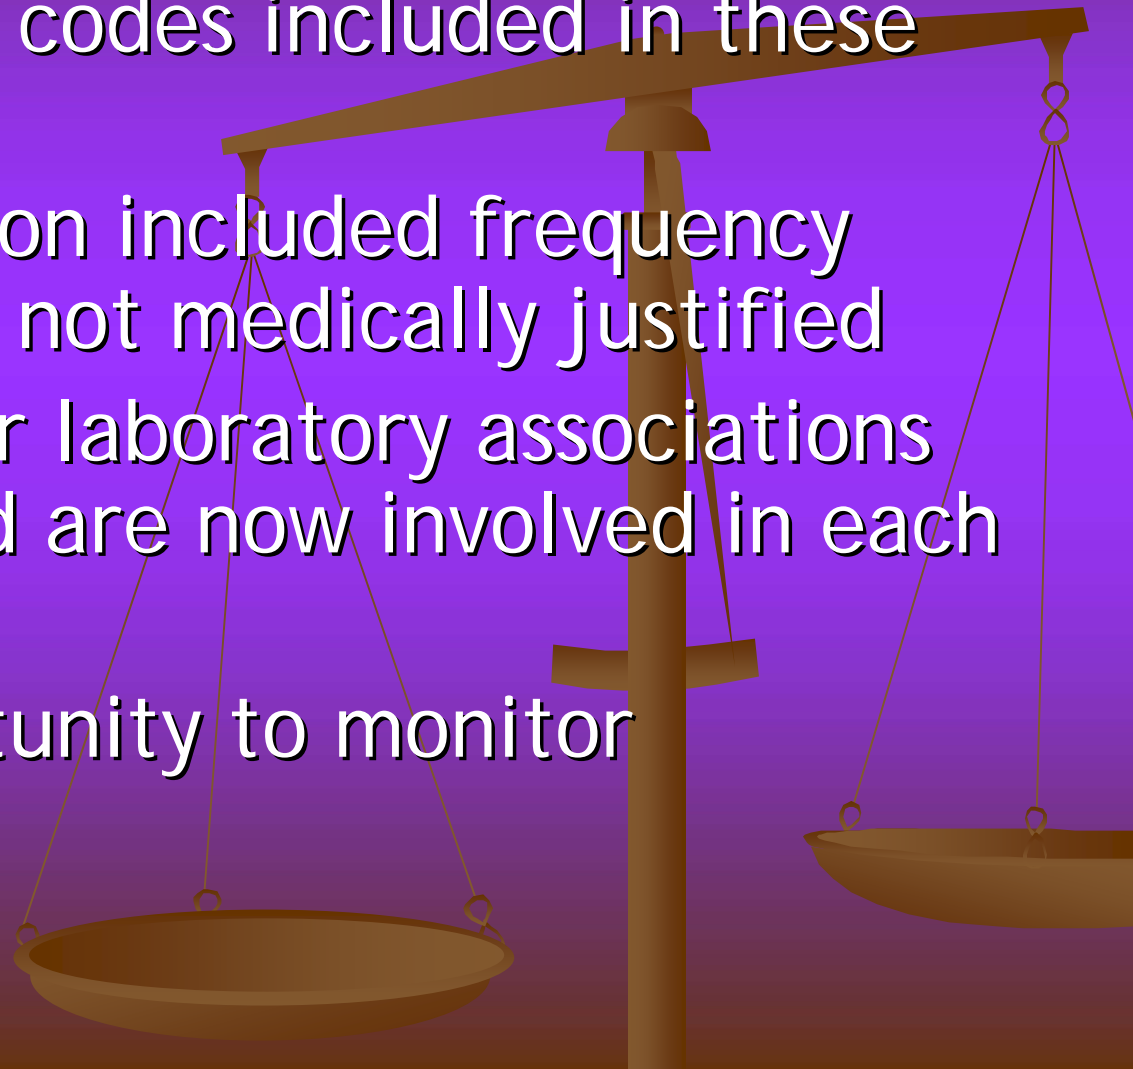 codes included in these
on included frequency
not medically justified
r laboratory associations
d are now involved in each
tunity to monitor